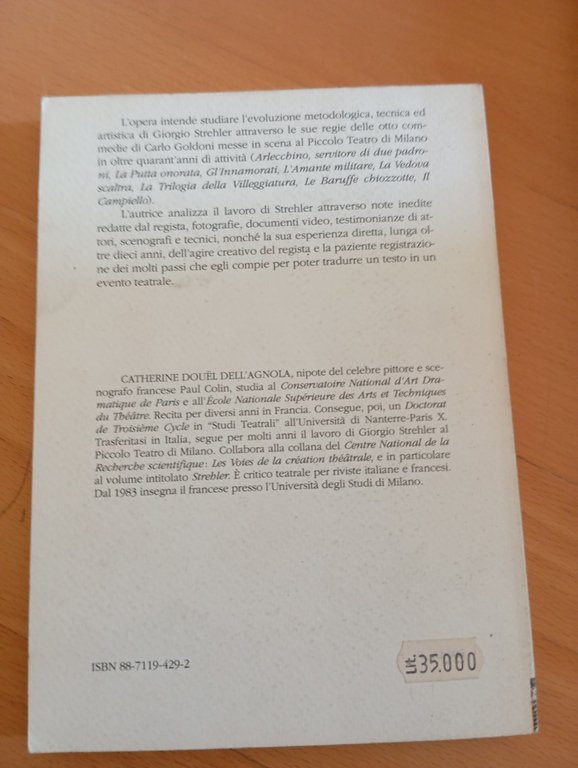 L'opera intende studiare l'evoluzione metodologica, tecnica ed
artistica di Giorgio Strehler attraverso le sue regie delle otto com-
medie di Carlo Goldoni messe in scena al Piccolo Teatro di Milano
in oltre quarant'anni di attività (Arlecchino, servitore di due padro-
ni, La Putta onorata, Gl'Innamorati, L'Amante militare, La Vedova
scaltra, La Trilogia della Villeggiatura, Le Baruffe chiozzotte, Il
Campiello).
L'autrice analizza il lavoro di Strehler attraverso note inedite
redatte dal regista, fotografie, documenti video, testimonianze di at-
tori, scenografi e tecnici, nonché la sua esperienza diretta, lunga ol-
tre dieci anni, dell'agire creativo del regista e la paziente registrazio-
ne dei molti passi che egli compie per poter tradurre un testo in un
evento teatrale.
CATHERINE DOUËL DELL'AGNOLA, nipote del celebre pittore e sce-
nografo francese Paul Colin, studia al Conservatoire National d'Art Dra-
matique de Paris e all'École Nationale Supérieure des Arts et Techniques
du Théâtre. Recita per diversi anni in Francia. Consegue, poi, un Doctorat
de Troisième Cycle in "Studi Teatrali" all'Università di Nanterre-Paris X.
Trasferitasi in Italia, segue per molti anni il lavoro di Giorgio Strehler al
Piccolo Teatro di Milano. Collabora alla collana del Centre National de la
Recherche scientifique: Les Voies de la création théâtrale, e in particolare
al volume intitolato Strehler. È critico teatrale per riviste italiane e francesi.
Dal 1983 insegna il francese presso l'Università degli Studi di Milano.
ISBN 88-7119-429-2
Lit. 35.000